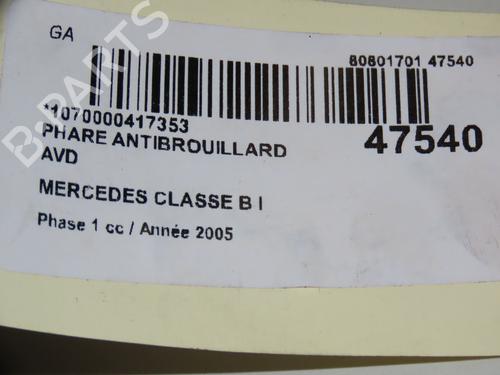 GA
80801701 47540
*1070000417353
47540
PHARE ANTIBROUILLARD
AVD
MERCEDES CLASSE B I
Phase 1 cc / Année 2005
B-PARTS